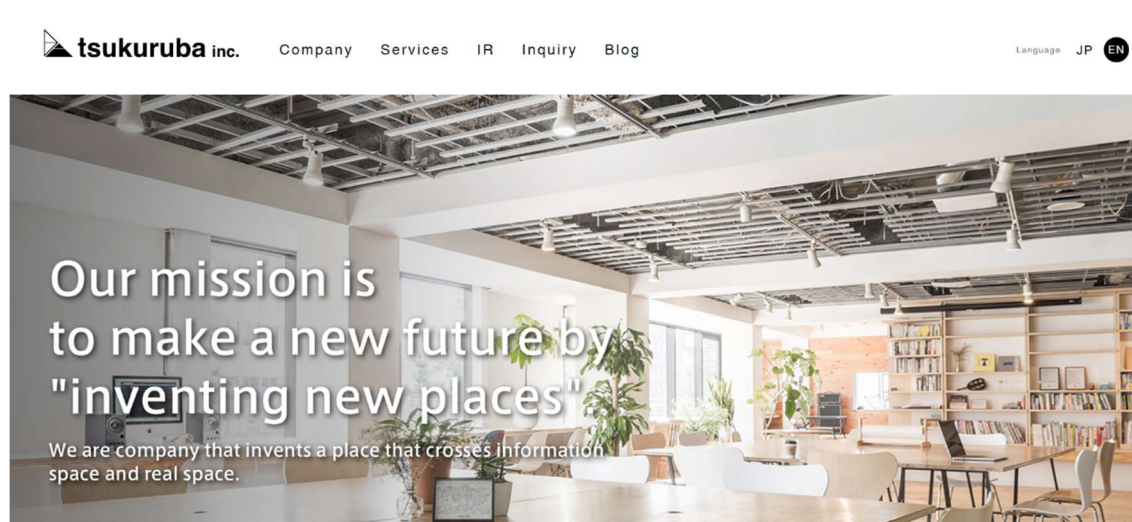 tsukuruba inc.
Company Services IR Inquiry Blog
Language JP EN
Our mission is
to make a new future by
"inventing new places".
We are company that invents a place that crosses information
space and real space.